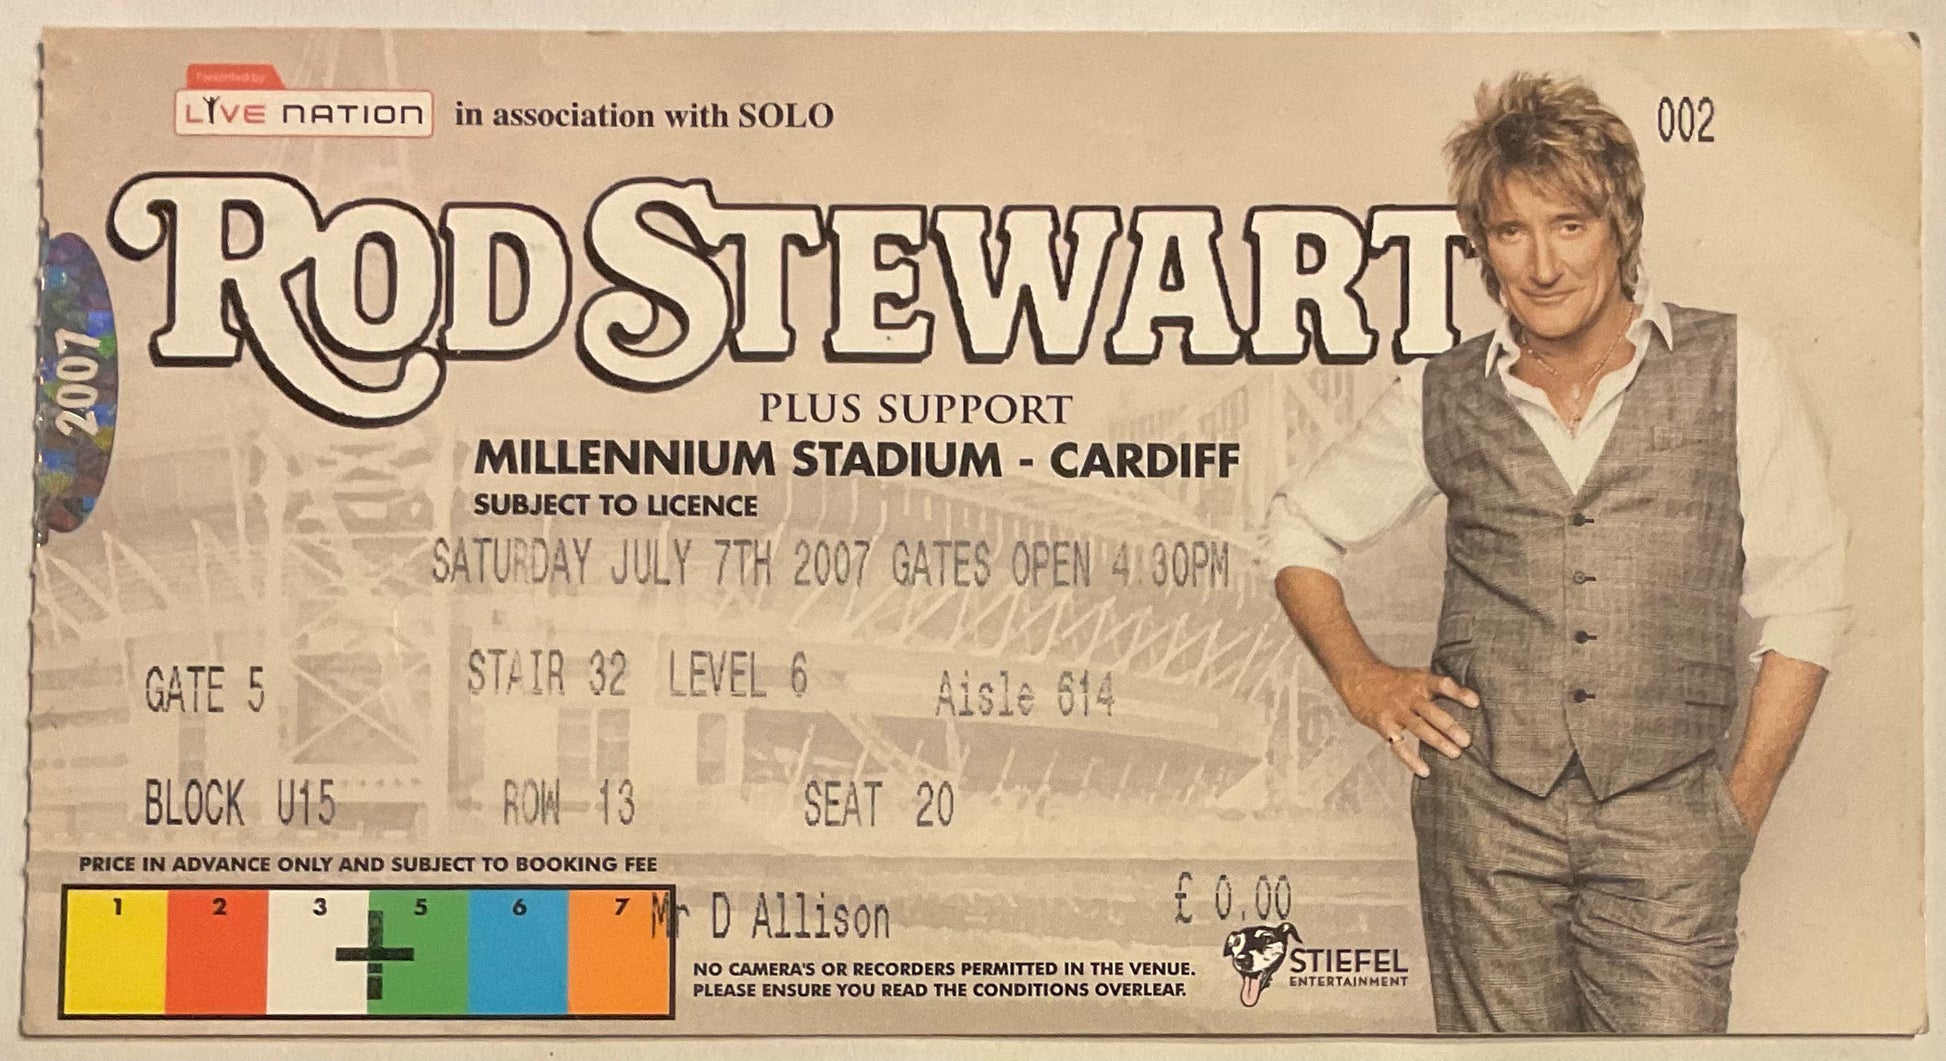 Presented by
LIVE NATION in association with SOLO
002
ROD STEWART
2007
PLUS SUPPORT
MILLENNIUM STADIUM - CARDIFF
SUBJECT TO LICENCE
SATURDAY JULY 7TH 2007 GATES OPEN 4:30PM
GATE 5 STAIR 32 LEVEL 6 Aisle 614
BLOCK U15 ROW 13 SEAT 20
PRICE IN ADVANCE ONLY AND SUBJECT TO BOOKING FEE
1 2 3 5 6 7
Mr D Allison £ 0.00
NO CAMERA'S OR RECORDERS PERMITTED IN THE VENUE.
PLEASE ENSURE YOU READ THE CONDITIONS OVERLEAF.
STIEFEL
ENTERTAINMENT